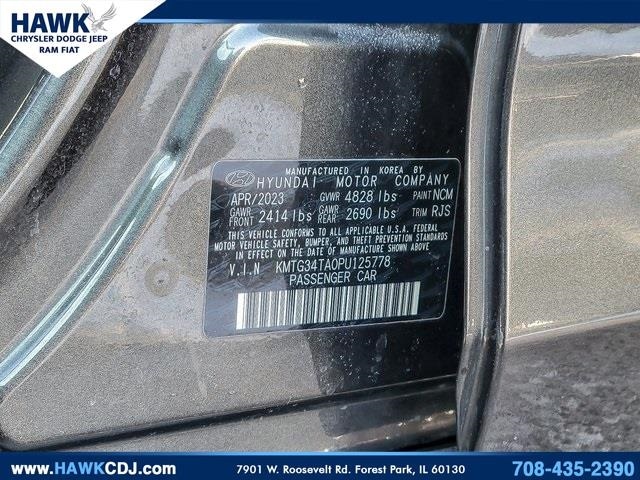 HAWK
CHRYSLER DODGE JEEP
RAM FIAT
MANUFACTURED IN KOREA BY
HYUNDAI MOTOR COMPANY
APR/2023 GVWR 4828 lbs PAINT NCM
GAWR FRONT 2414 lbs GAWR REAR 2690 lbs TRIM RJS
THIS VEHICLE CONFORMS TO ALL APPLICABLE U.S.A. FEDERAL
MOTOR VEHICLE SAFETY, BUMPER, AND THEFT PREVENTION STANDARDS
IN EFFECT ON THE DATE OF MANUFACTURE SHOWN ABOVE.
V.I.N KMTG34TA0PU125778
PASSENGER CAR
www.HAWKCDJ.com 7901 W. Roosevelt Rd. Forest Park, IL 60130 708-435-2390